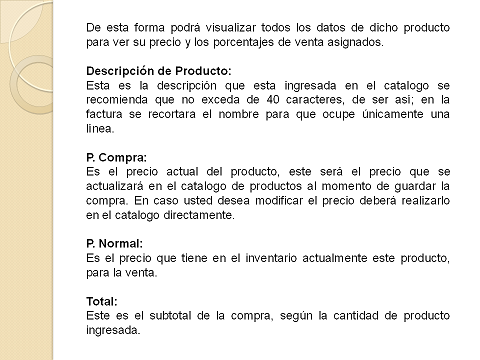 De esta forma podrá visualizar todos los datos de dicho producto
para ver su precio y los porcentajes de venta asignados.
Descripción de Producto:
Esta es la descripción que esta ingresada en el catalogo se
recomienda que no exceda de 40 caracteres, de ser asi; en la
factura se recortara el nombre para que ocupe únicamente una
línea.
P. Compra:
Es el precio actual del producto, este será el precio que se
actualizará en el catalogo de productos al momento de guardar la
compra. En caso usted desea modificar el precio deberá realizarlo
en el catalogo directamente.
P. Normal:
Es el precio que tiene en el inventario actualmente este producto,
para la venta.
Total:
Este es el subtotal de la compra, según la cantidad de producto
ingresada.